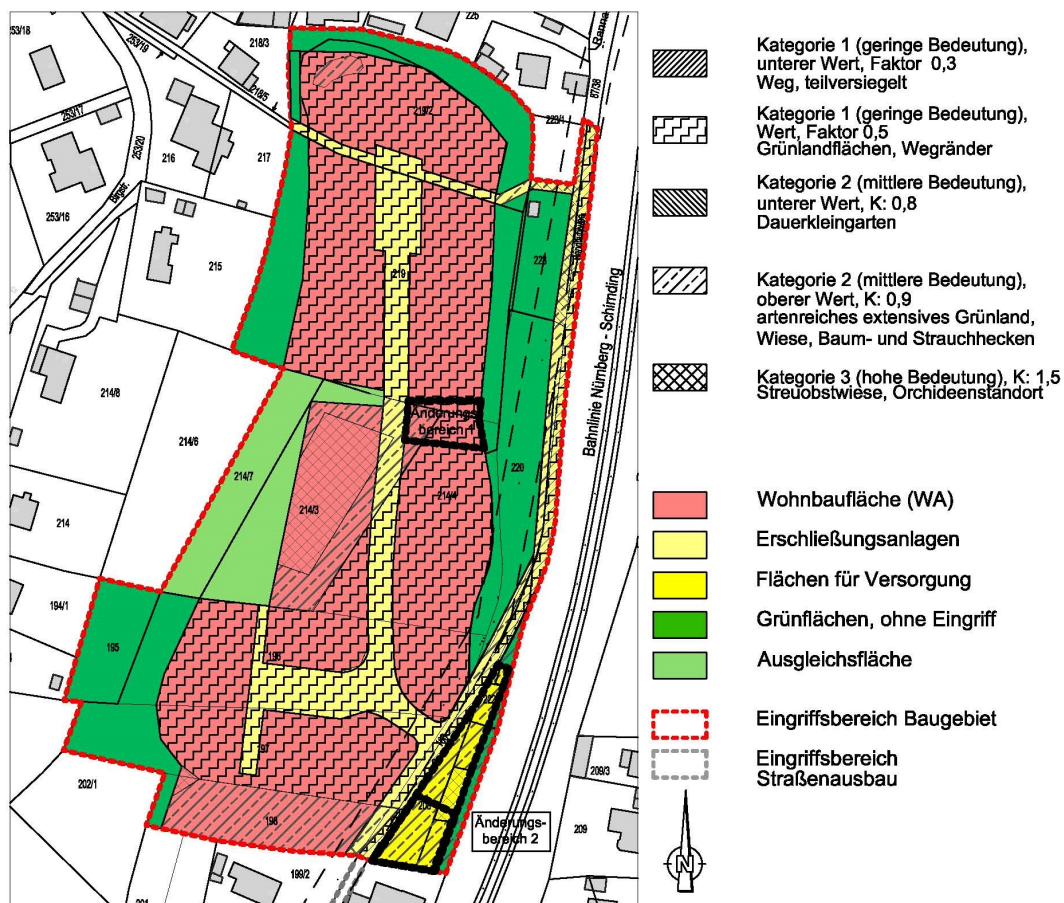 253/18
253/19
218/3
225
253/17
218/5
219/2
67/38
223/1
253/20
216
217
253/16
215
219
223
Bahnlinie Nürnberg - Schirnding
214/8
Änderungs-
bereich 1
214/6
214/7
220
214/4
214/3
214
194/1
195
196
197
202/1
198
199/2
201
209/3
209
Änderungs-
bereich 2
Kategorie 1 (geringe Bedeutung),
unterer Wert, Faktor 0,3
Weg, teilversiegelt
Kategorie 1 (geringe Bedeutung),
Wert, Faktor 0,5
Grünlandflächen, Wegränder
Kategorie 2 (mittlere Bedeutung),
unterer Wert, K: 0,8
Dauerkleingarten
Kategorie 2 (mittlere Bedeutung),
oberer Wert, K: 0,9
artenreiches extensives Grünland,
Wiese, Baum- und Strauchhecken
Kategorie 3 (hohe Bedeutung), K: 1,5
Streuobstwiese, Orchideenstandort
Wohnbaufläche (WA)
Erschließungsanlagen
Flächen für Versorgung
Grünflächen, ohne Eingriff
Ausgleichsfläche
Eingriffsbereich Baugebiet
Eingriffsbereich
Straßenausbau
N